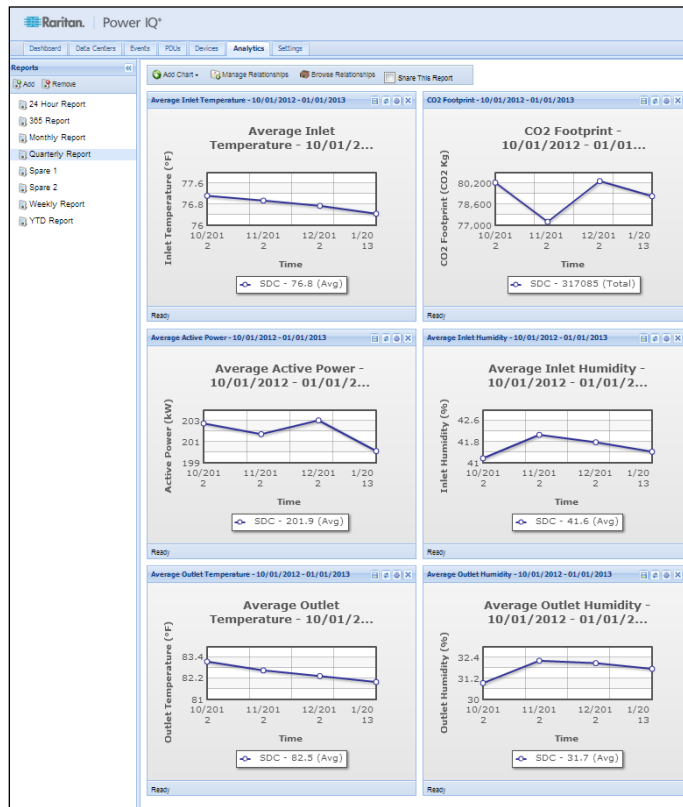 Raritan. | Power IQ®
Dashboard Data Centers Events PDUs Devices Analytics Settings
Reports
Add Remove
24 Hour Report
365 Report
Monthly Report
Quarterly Report
Spare 1
Spare 2
Weekly Report
YTD Report
Add Chart Manage Relationships Browse Relationships Share This Report
Average Inlet Temperature - 10/01/2012 - 01/01/2013
Average Inlet
Temperature - 10/01/2...
Inlet Temperature (°F)
77.6
76.8
76
10/201
2
11/201
2
12/201
2
1/20
13
Time
SDC - 76.8 (Avg)
Ready
CO2 Footprint - 10/01/2012 - 01/01/2013
CO2 Footprint -
10/01/2012 - 01/01...
CO2 Footprint (CO2 Kg)
80,200
78,600
77,000
10/201
2
11/201
2
12/201
2
1/20
13
Time
SDC - 317085 (Total)
Ready
Average Active Power - 10/01/2012 - 01/01/2013
Average Active Power -
10/01/2012 - 01/01/2...
Active Power (kW)
203
201
199
10/201
2
11/201
2
12/201
2
1/20
13
Time
SDC - 201.9 (Avg)
Ready
Average Inlet Humidity - 10/01/2012 - 01/01/2013
Average Inlet Humidity -
10/01/2012 - 01/01/2...
Inlet Humidity (%)
42.6
41.8
41
10/201
2
11/201
2
12/201
2
1/20
13
Time
SDC - 41.6 (Avg)
Ready
Average Outlet Temperature - 10/01/2012 - 01/01/2013
Average Outlet
Temperature - 10/01/2...
Outlet Temperature (°F)
83.4
82.2
81
10/201
2
11/201
2
12/201
2
1/20
13
Time
SDC - 82.5 (Avg)
Ready
Average Outlet Humidity - 10/01/2012 - 01/01/2013
Average Outlet Humidity -
10/01/2012 - 01/01/2...
Outlet Humidity (%)
32.4
31.2
30
10/201
2
11/201
2
12/201
2
1/20
13
Time
SDC - 31.7 (Avg)
Ready